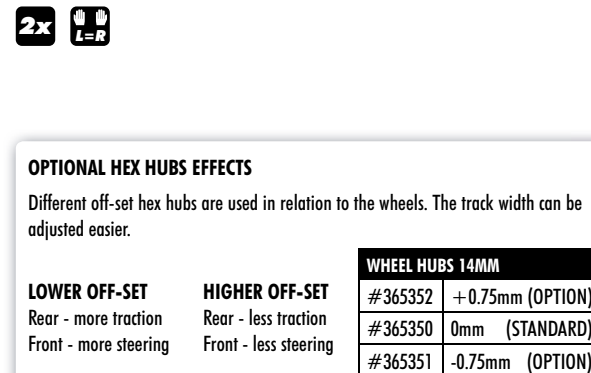 2x L=R
OPTIONAL HEX HUBS EFFECTS
Different off-set hex hubs are used in relation to the wheels. The track width can be
adjusted easier.
LOWER OFF-SET
Rear - more traction
Front - more steering
HIGHER OFF-SET
Rear - less traction
Front - less steering
WHEEL HUBS 14MM
#365352 +0.75mm (OPTION)
#365350 0mm (STANDARD)
#365351 -0.75mm (OPTION)